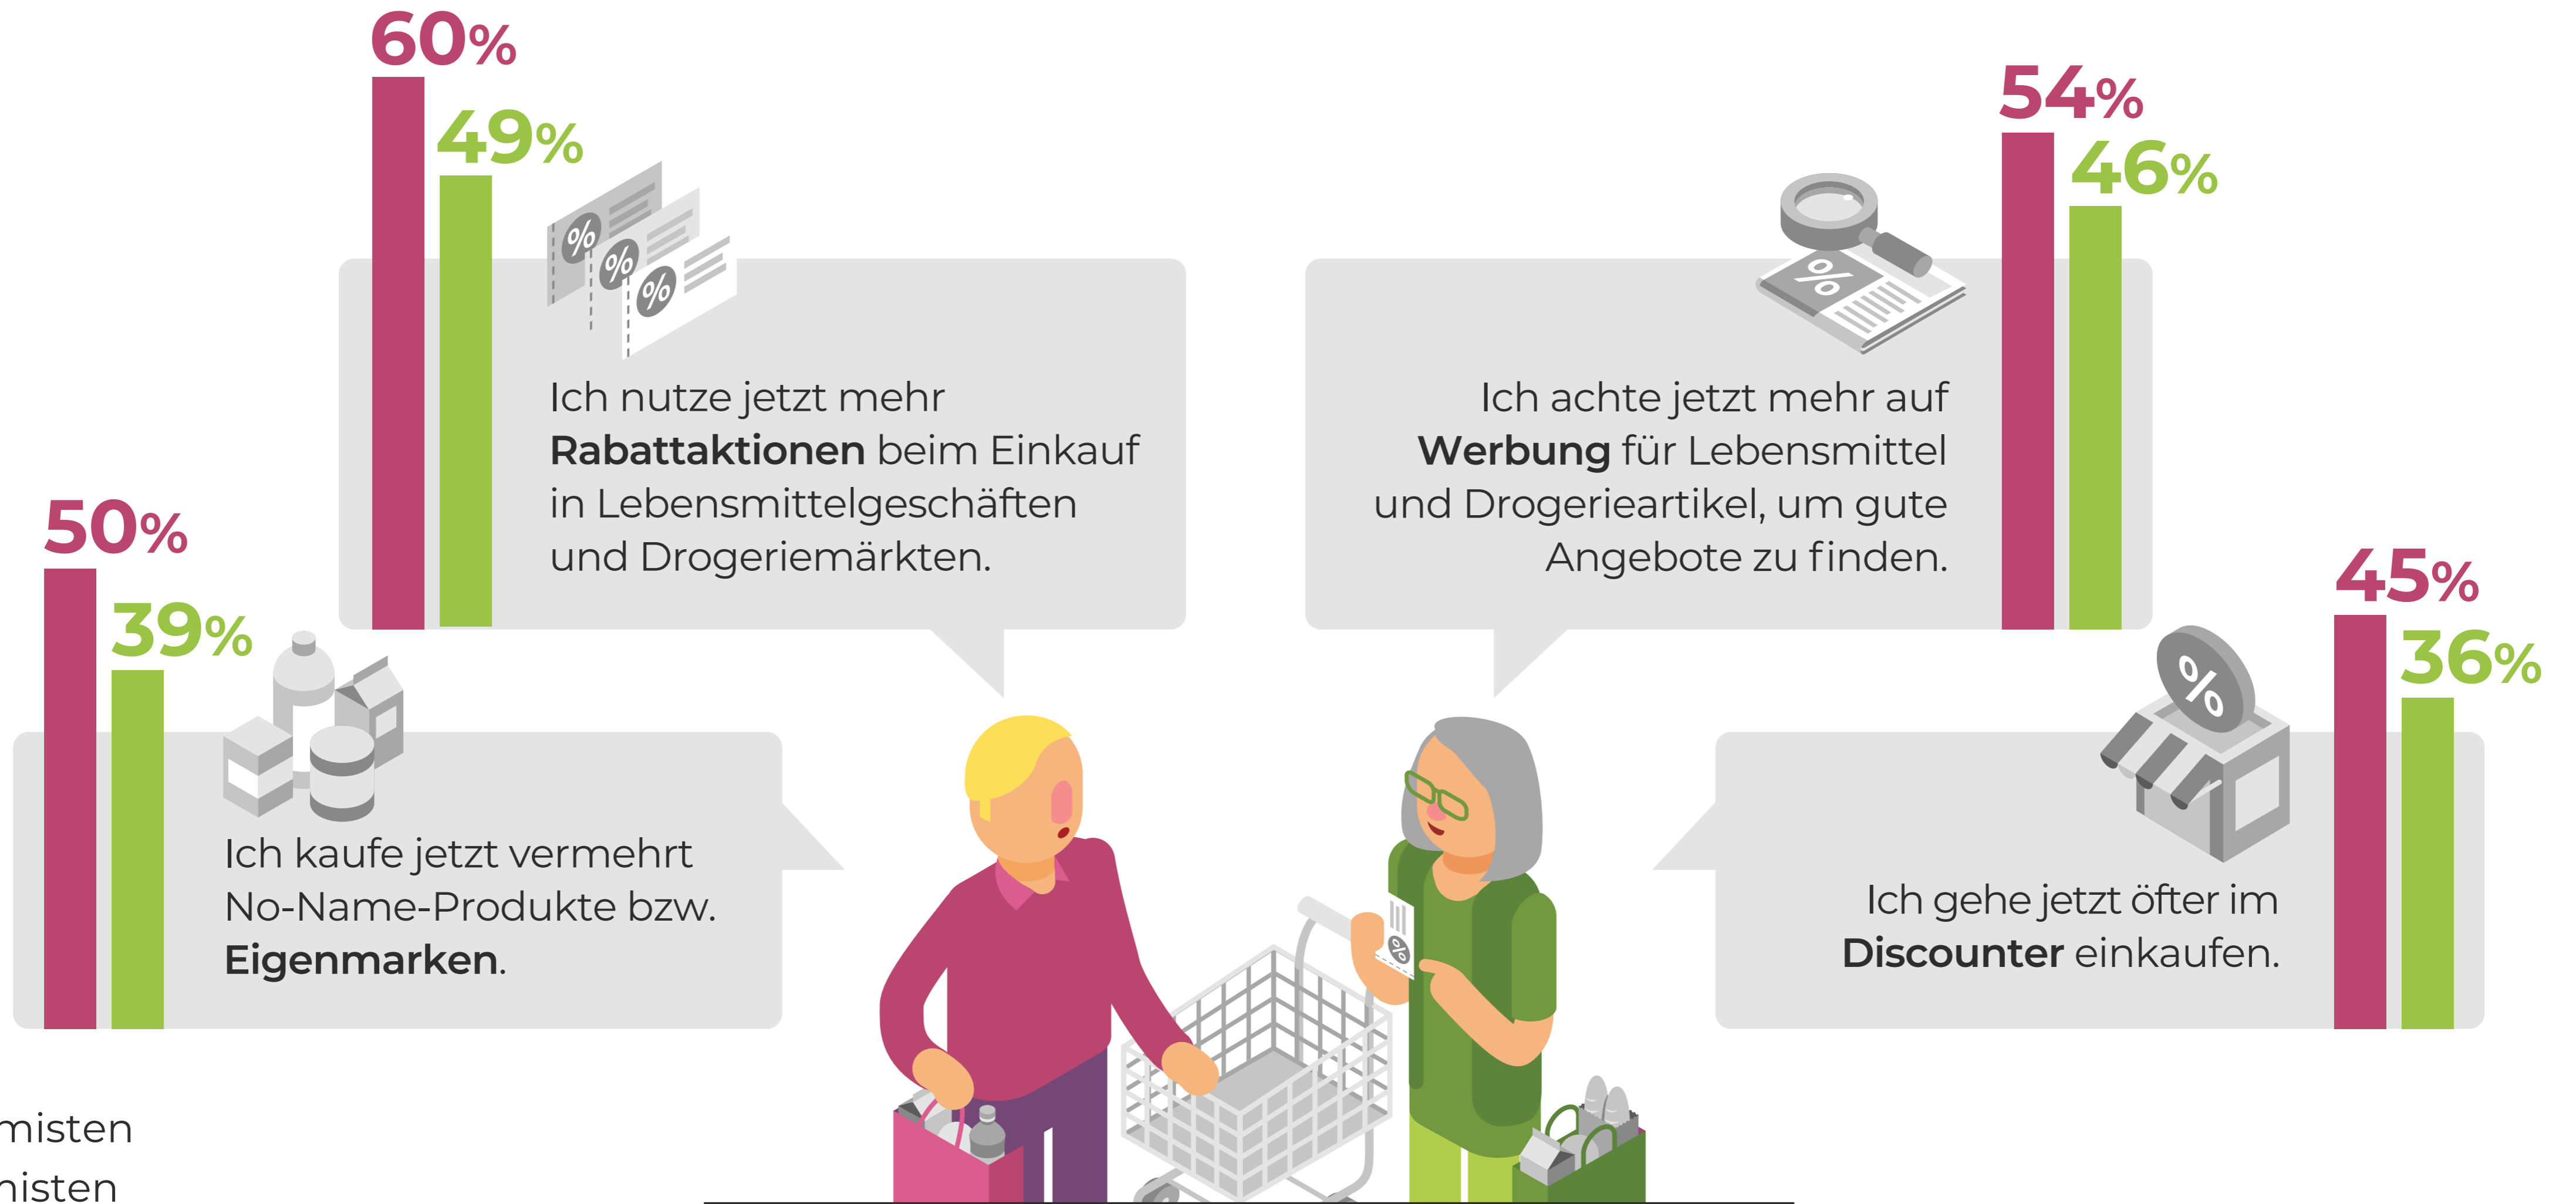 60%
49%
Ich nutze jetzt mehr
Rabattaktionen beim Einkauf
in Lebensmittelgeschäften
und Drogeriemärkten.
54%
46%
Ich achte jetzt mehr auf
Werbung für Lebensmittel
und Drogerieartikel, um gute
Angebote zu finden.
50%
39%
Ich kaufe jetzt vermehrt
No-Name-Produkte bzw.
Eigenmarken.
45%
36%
Ich gehe jetzt öfter im
Discounter einkaufen.
%
%
%
%
%
%